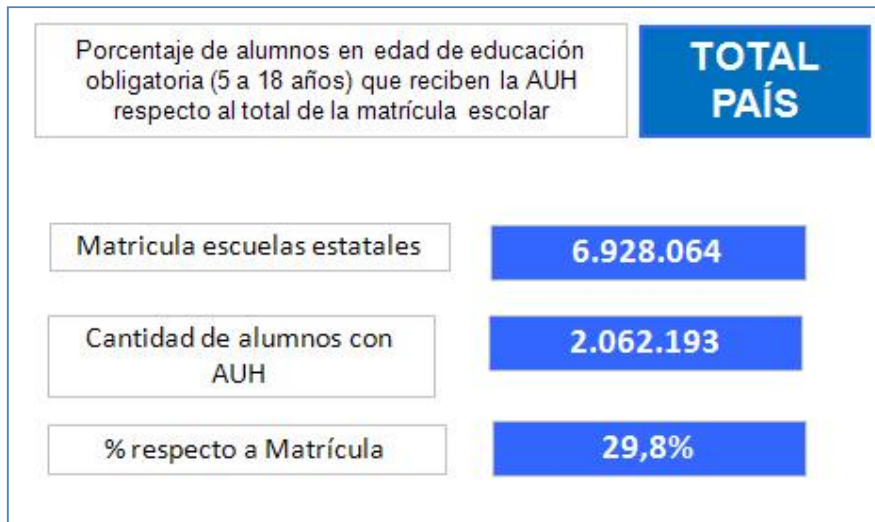 Porcentaje de alumnos en edad de educación
obligatoria (5 a 18 años) que reciben la AUH
respecto al total de la matrícula escolar
TOTAL
PAÍS
Matricula escuelas estatales
6.928.064
Cantidad de alumnos con
AUH
2.062.193
% respecto a Matrícula
29,8%